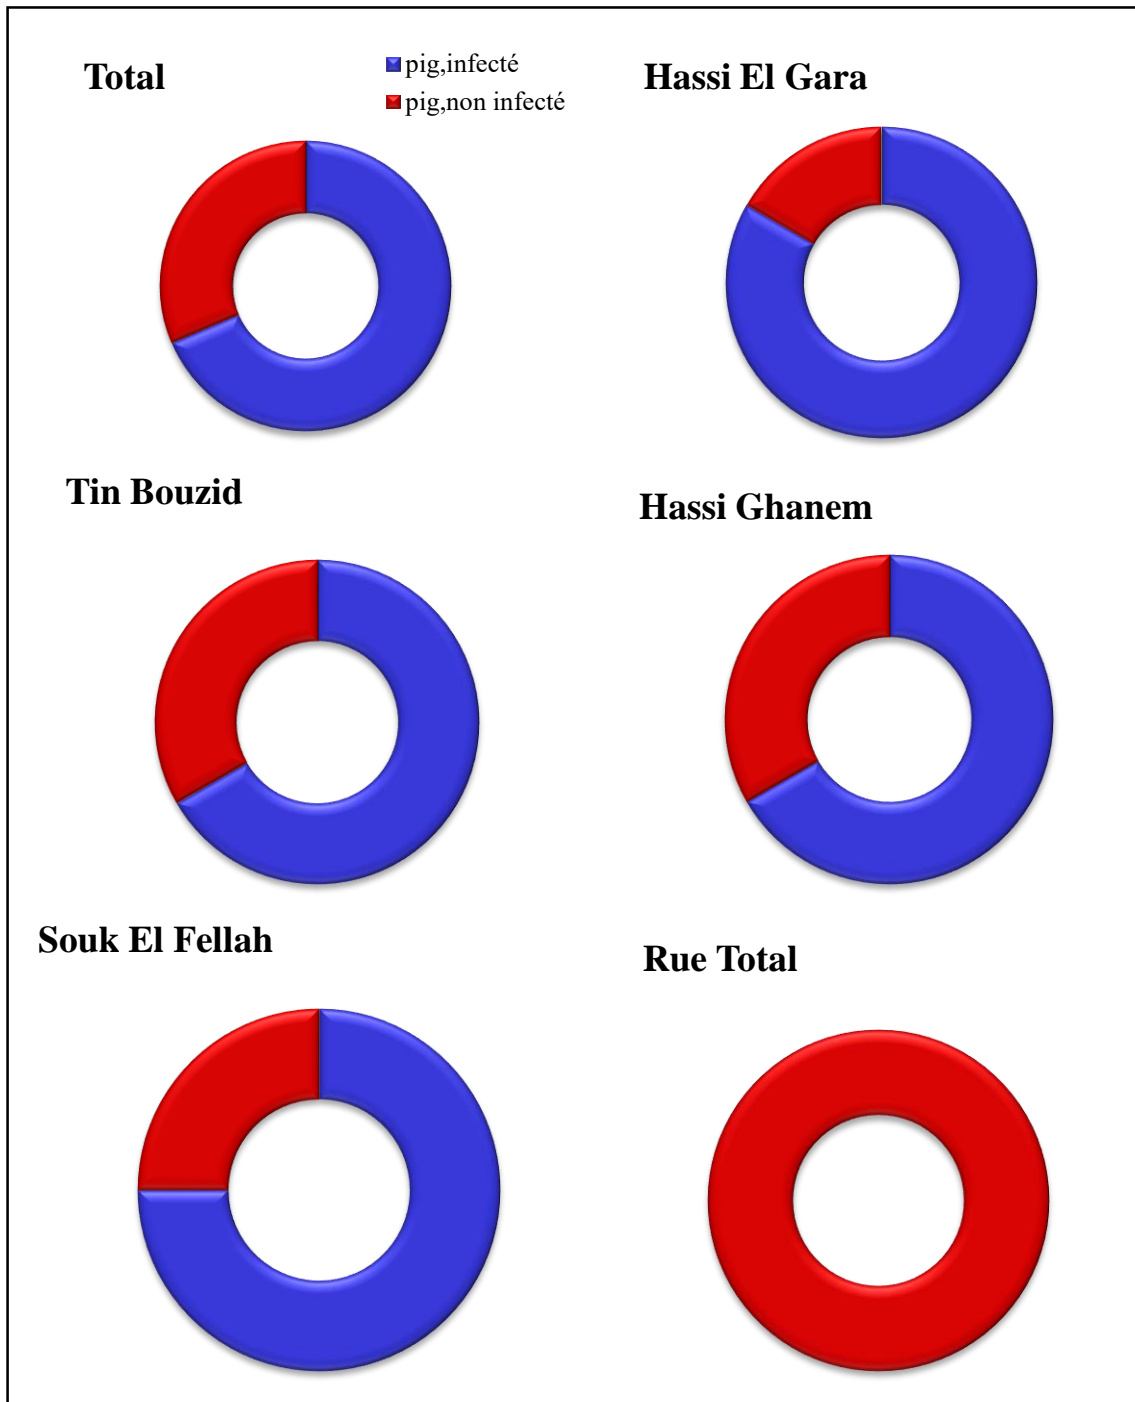 Total
pig,infecté
pig,non infecté
Hassi El Gara
Tin Bouzid
Hassi Ghanem
Souk El Fellah
Rue Total